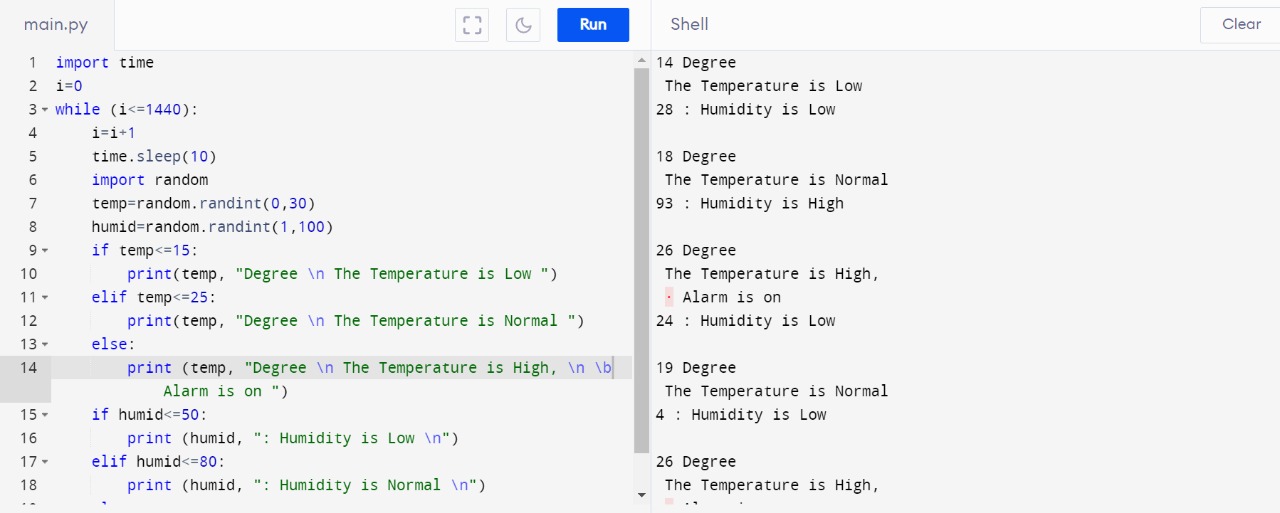 main.py
Run
1 import time
2 i=0
3 while (i<=1440):
4 i=i+1
5 time.sleep(10)
6 import random
7 temp=random.randint(0,30)
8 humid=random.randint(1,100)
9 if temp<=15:
10 print(temp, "Degree \n The Temperature is Low ")
11 elif temp<=25:
12 print(temp, "Degree \n The Temperature is Normal ")
13 else:
14 print (temp, "Degree \n The Temperature is High, \n \b
Alarm is on ")
15 if humid<=50:
16 print (humid, ": Humidity is Low \n")
17 elif humid<=80:
18 print (humid, ": Humidity is Normal \n")
Shell
Clear
14 Degree
The Temperature is Low
28 : Humidity is Low
18 Degree
The Temperature is Normal
93 : Humidity is High
26 Degree
The Temperature is High,
· Alarm is on
24 : Humidity is Low
19 Degree
The Temperature is Normal
4 : Humidity is Low
26 Degree
The Temperature is High,